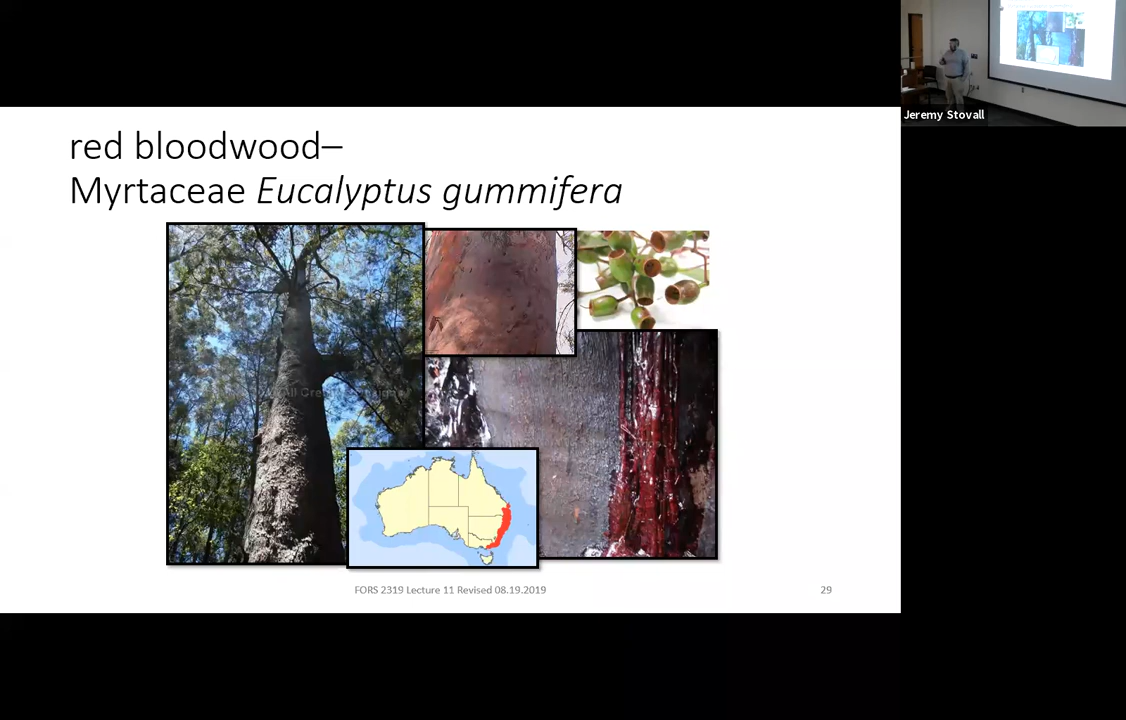 Jeremy Stovall
red bloodwood–
Myrtaceae Eucalyptus gummifera
FORS 2319 Lecture 11 Revised 08.19.2019
29